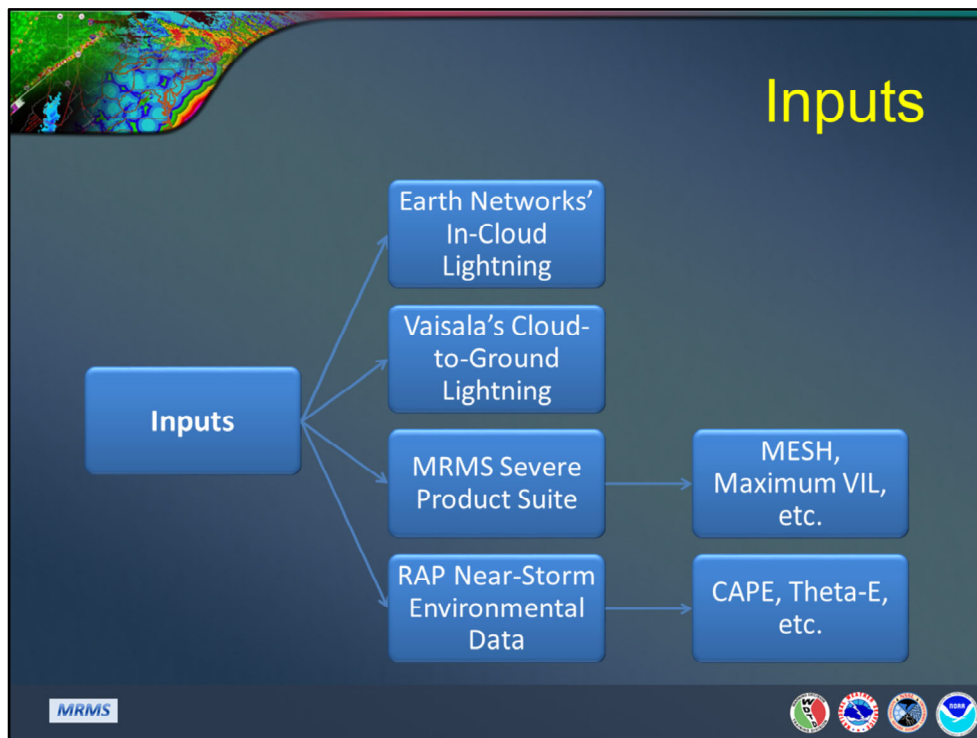 Inputs
Earth Networks'
In-Cloud
Lightning
Vaisala's Cloud-
to-Ground
Lightning
Inputs
MRMS Severe
Product Suite
MESH,
Maximum VIL,
etc.
RAP Near-Storm
Environmental
Data
CAPE, Theta-E,
etc.
MRMS
NOAA